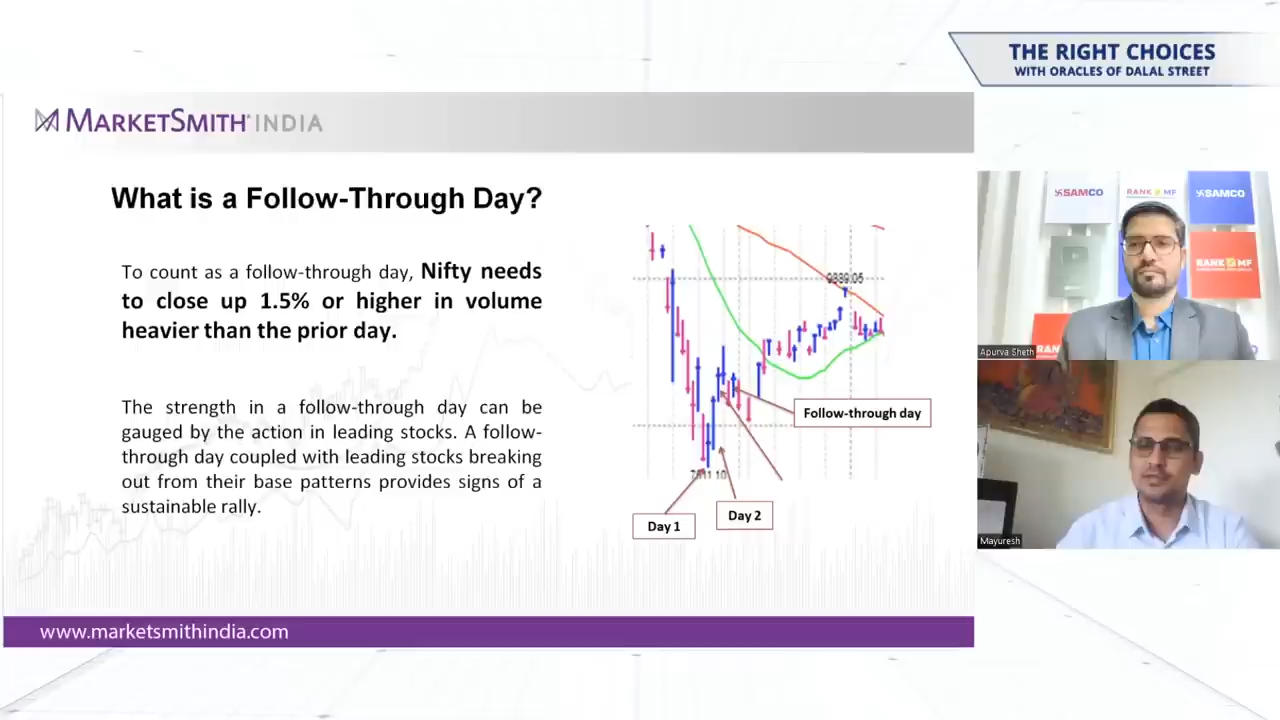 THE RIGHT CHOICES
WITH ORACLES OF DALAL STREET
MARKETSMITH INDIA
What is a Follow-Through Day?
To count as a follow-through day, Nifty needs
to close up 1.5% or higher in volume
heavier than the prior day.
The strength in a follow-through day can be
gauged by the action in leading stocks. A follow-
through day coupled with leading stocks breaking
out from their base patterns provides signs of a
sustainable rally.
9889.05
Follow-through day
Day 2
Day 1
SAMCO
RANK MF
SAMCO
RANK MF
RAN
Apurva Sheth
Mayuresh
www.marketsmithindia.com